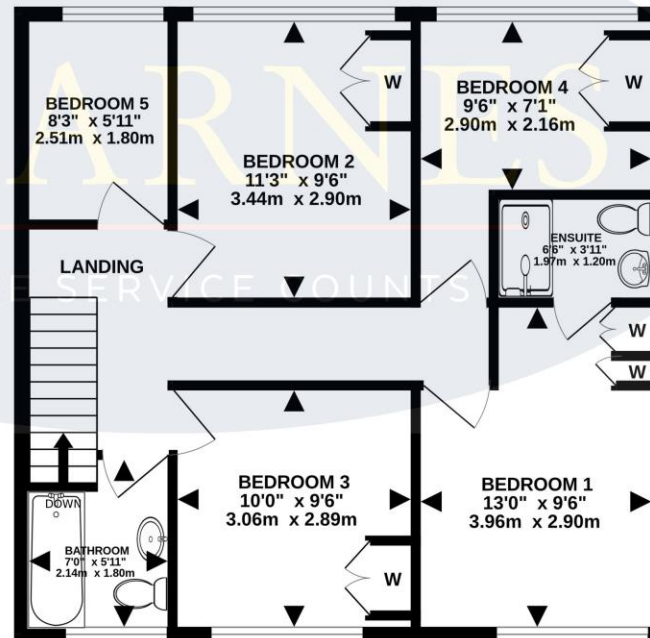 ARNES
E SERVICE COUNTS
BEDROOM 5
8'3" x 5'11"
2.51m x 1.80m
BEDROOM 2
11'3" x 9'6"
3.44m x 2.90m
W
BEDROOM 4
9'6" x 7'1"
2.90m x 2.16m
W
ENSUITE
6'6" x 3'11"
1.97m x 1.20m
LANDING
W
W
BEDROOM 3
10'0" x 9'6"
3.06m x 2.89m
W
BEDROOM 1
13'0" x 9'6"
3.96m x 2.90m
DOWN
BATHROOM
7'0" x 5'11"
2.14m x 1.80m